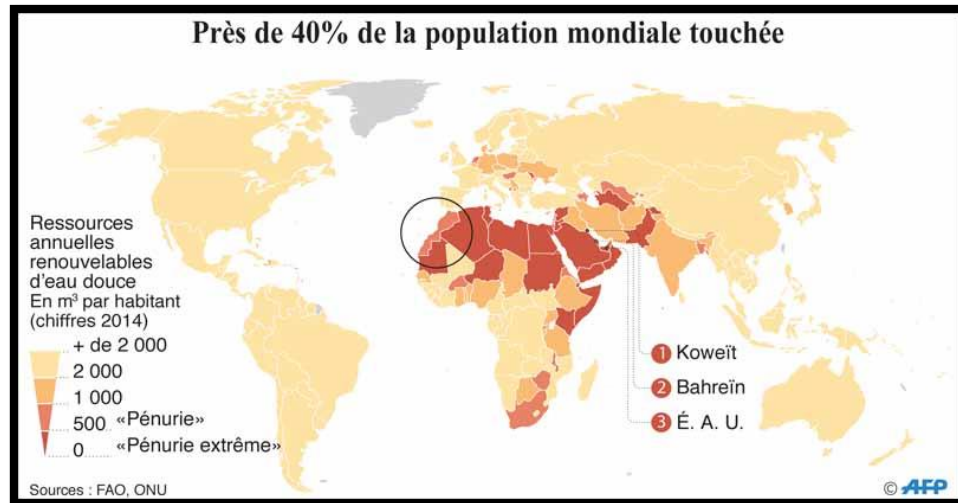 Près de 40% de la population mondiale touchée
Ressources
annuelles
renouvelables
d'eau douce
En m³ par habitant
(chiffres 2014)
+ de 2 000
2 000
1 000
500 «Pénurie»
0 «Pénurie extrême»
1 Koweït
2 Bahreïn
3 É. A. U.
Sources : FAO, ONU
© AFP